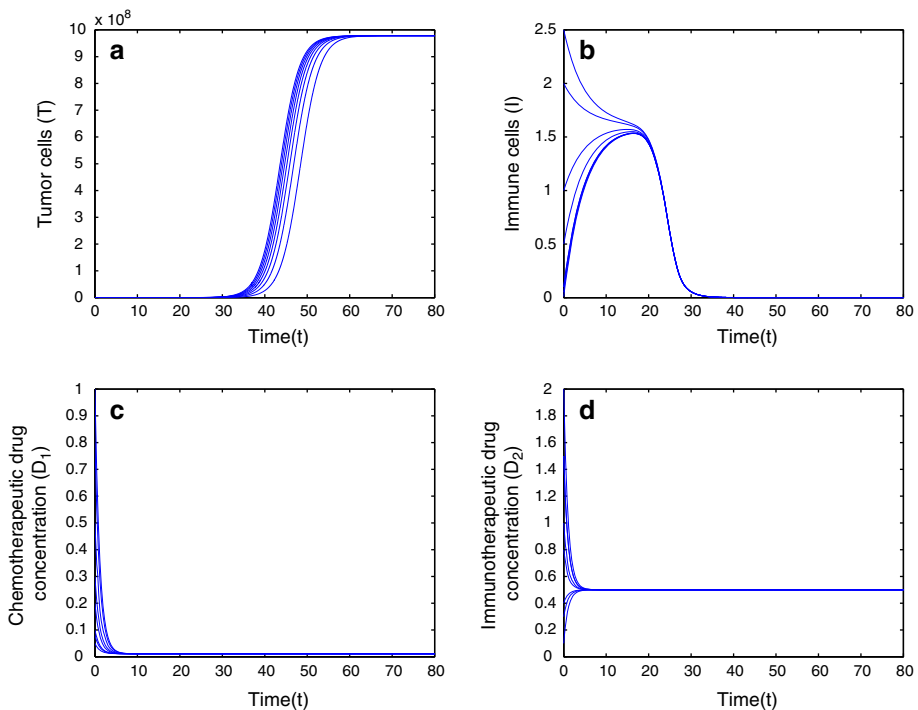 × 10⁸
10
9
8
7
6
5
4
3
2
1
0
a
Tumor cells (T)
0 10 20 30 40 50 60 70 80
Time(t)
2.5
2
1.5
1
0.5
0
b
Immune cells (I)
0 10 20 30 40 50 60 70 80
Time(t)
1
0.9
0.8
0.7
0.6
0.5
0.4
0.3
0.2
0.1
0
c
Chemotherapeutic drug
concentration (D₁)
0 10 20 30 40 50 60 70 80
Time(t)
2
1.8
1.6
1.4
1.2
1
0.8
0.6
0.4
0.2
0
d
Immunotherapeutic drug
concentration (D₂)
0 10 20 30 40 50 60 70 80
Time(t)